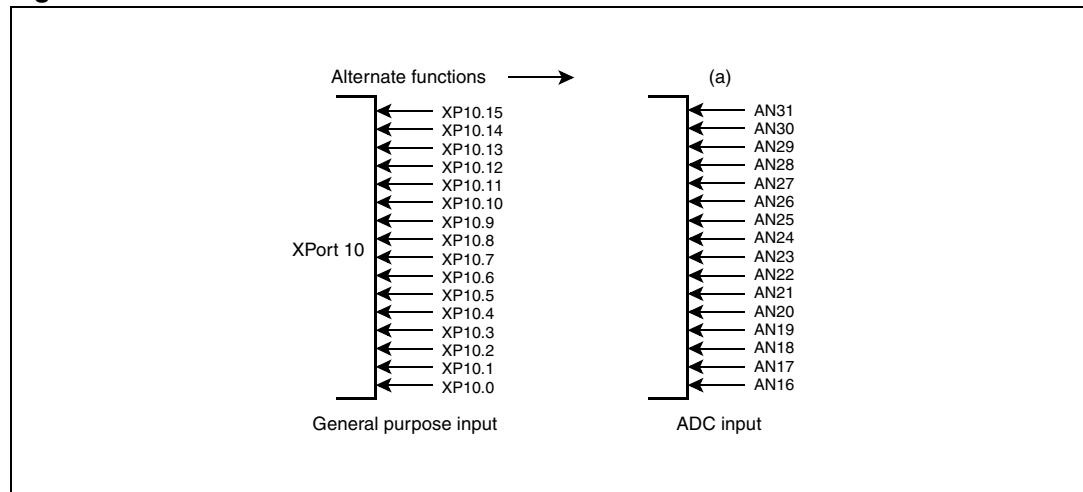 Alternate functions (a)
XP10.15 AN31
XP10.14 AN30
XP10.13 AN29
XP10.12 AN28
XP10.11 AN27
XP10.10 AN26
XP10.9 AN25
XP10.8 AN24
XPort 10
XP10.7 AN23
XP10.6 AN22
XP10.5 AN21
XP10.4 AN20
XP10.3 AN19
XP10.2 AN18
XP10.1 AN17
XP10.0 AN16
General purpose input ADC input